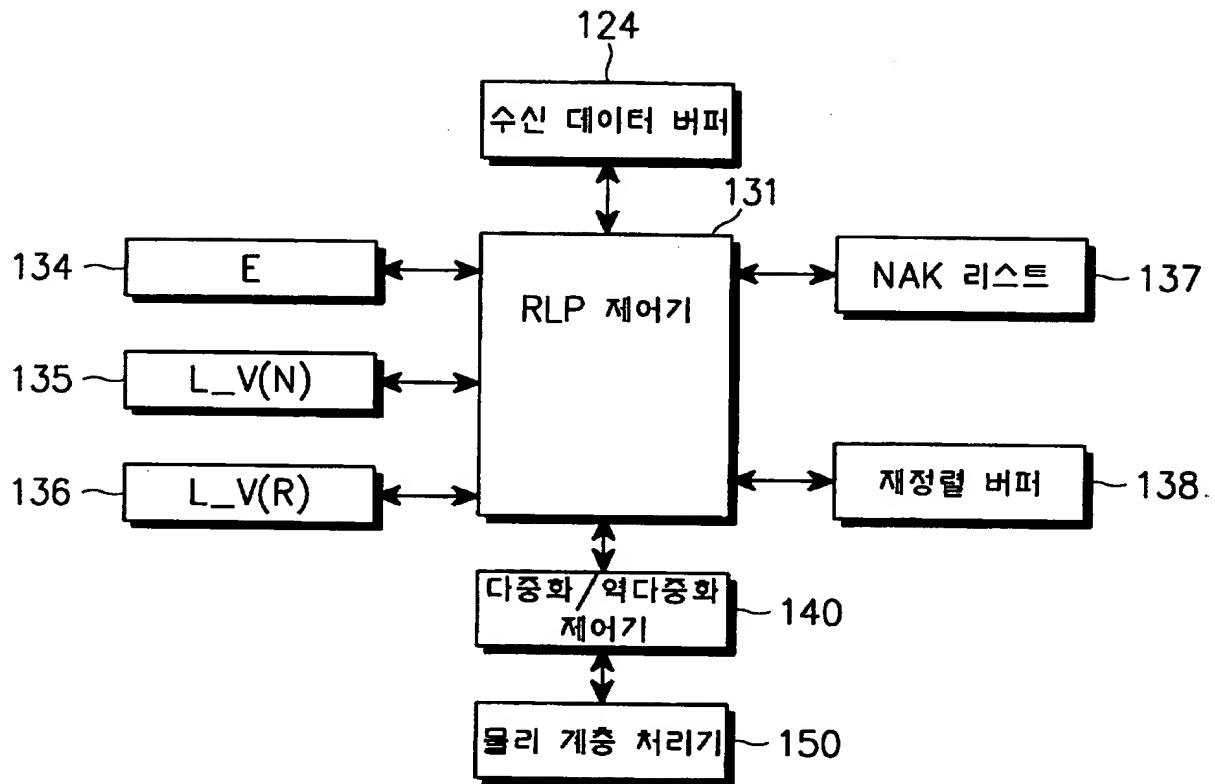 124
수신 데이터 버퍼
131
134
E
RLP 제어기
NAK 리스트
137
135
L_V(N)
136
L_V(R)
재정렬 버퍼
138.
다중화/역다중화
제어기
140
물리 계층 처리기
150